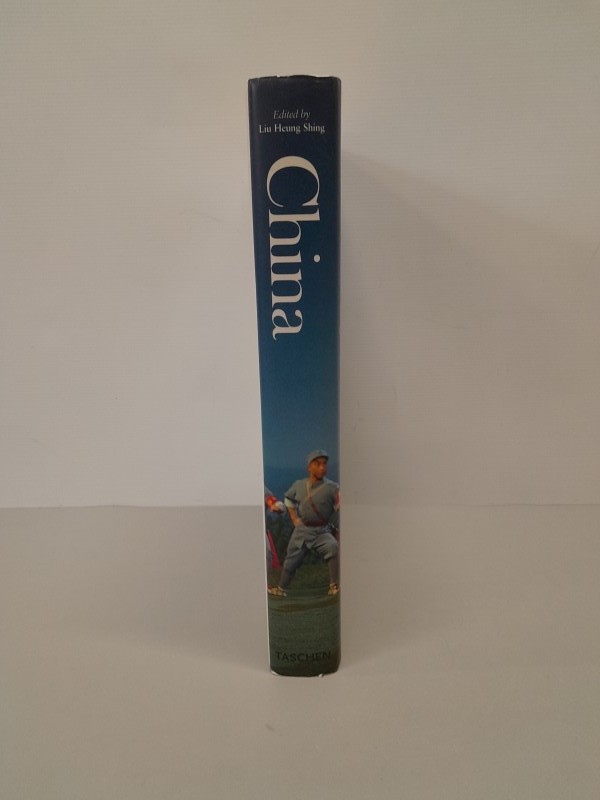 Edited by
Liu Heung Shing
China
TASCHEN